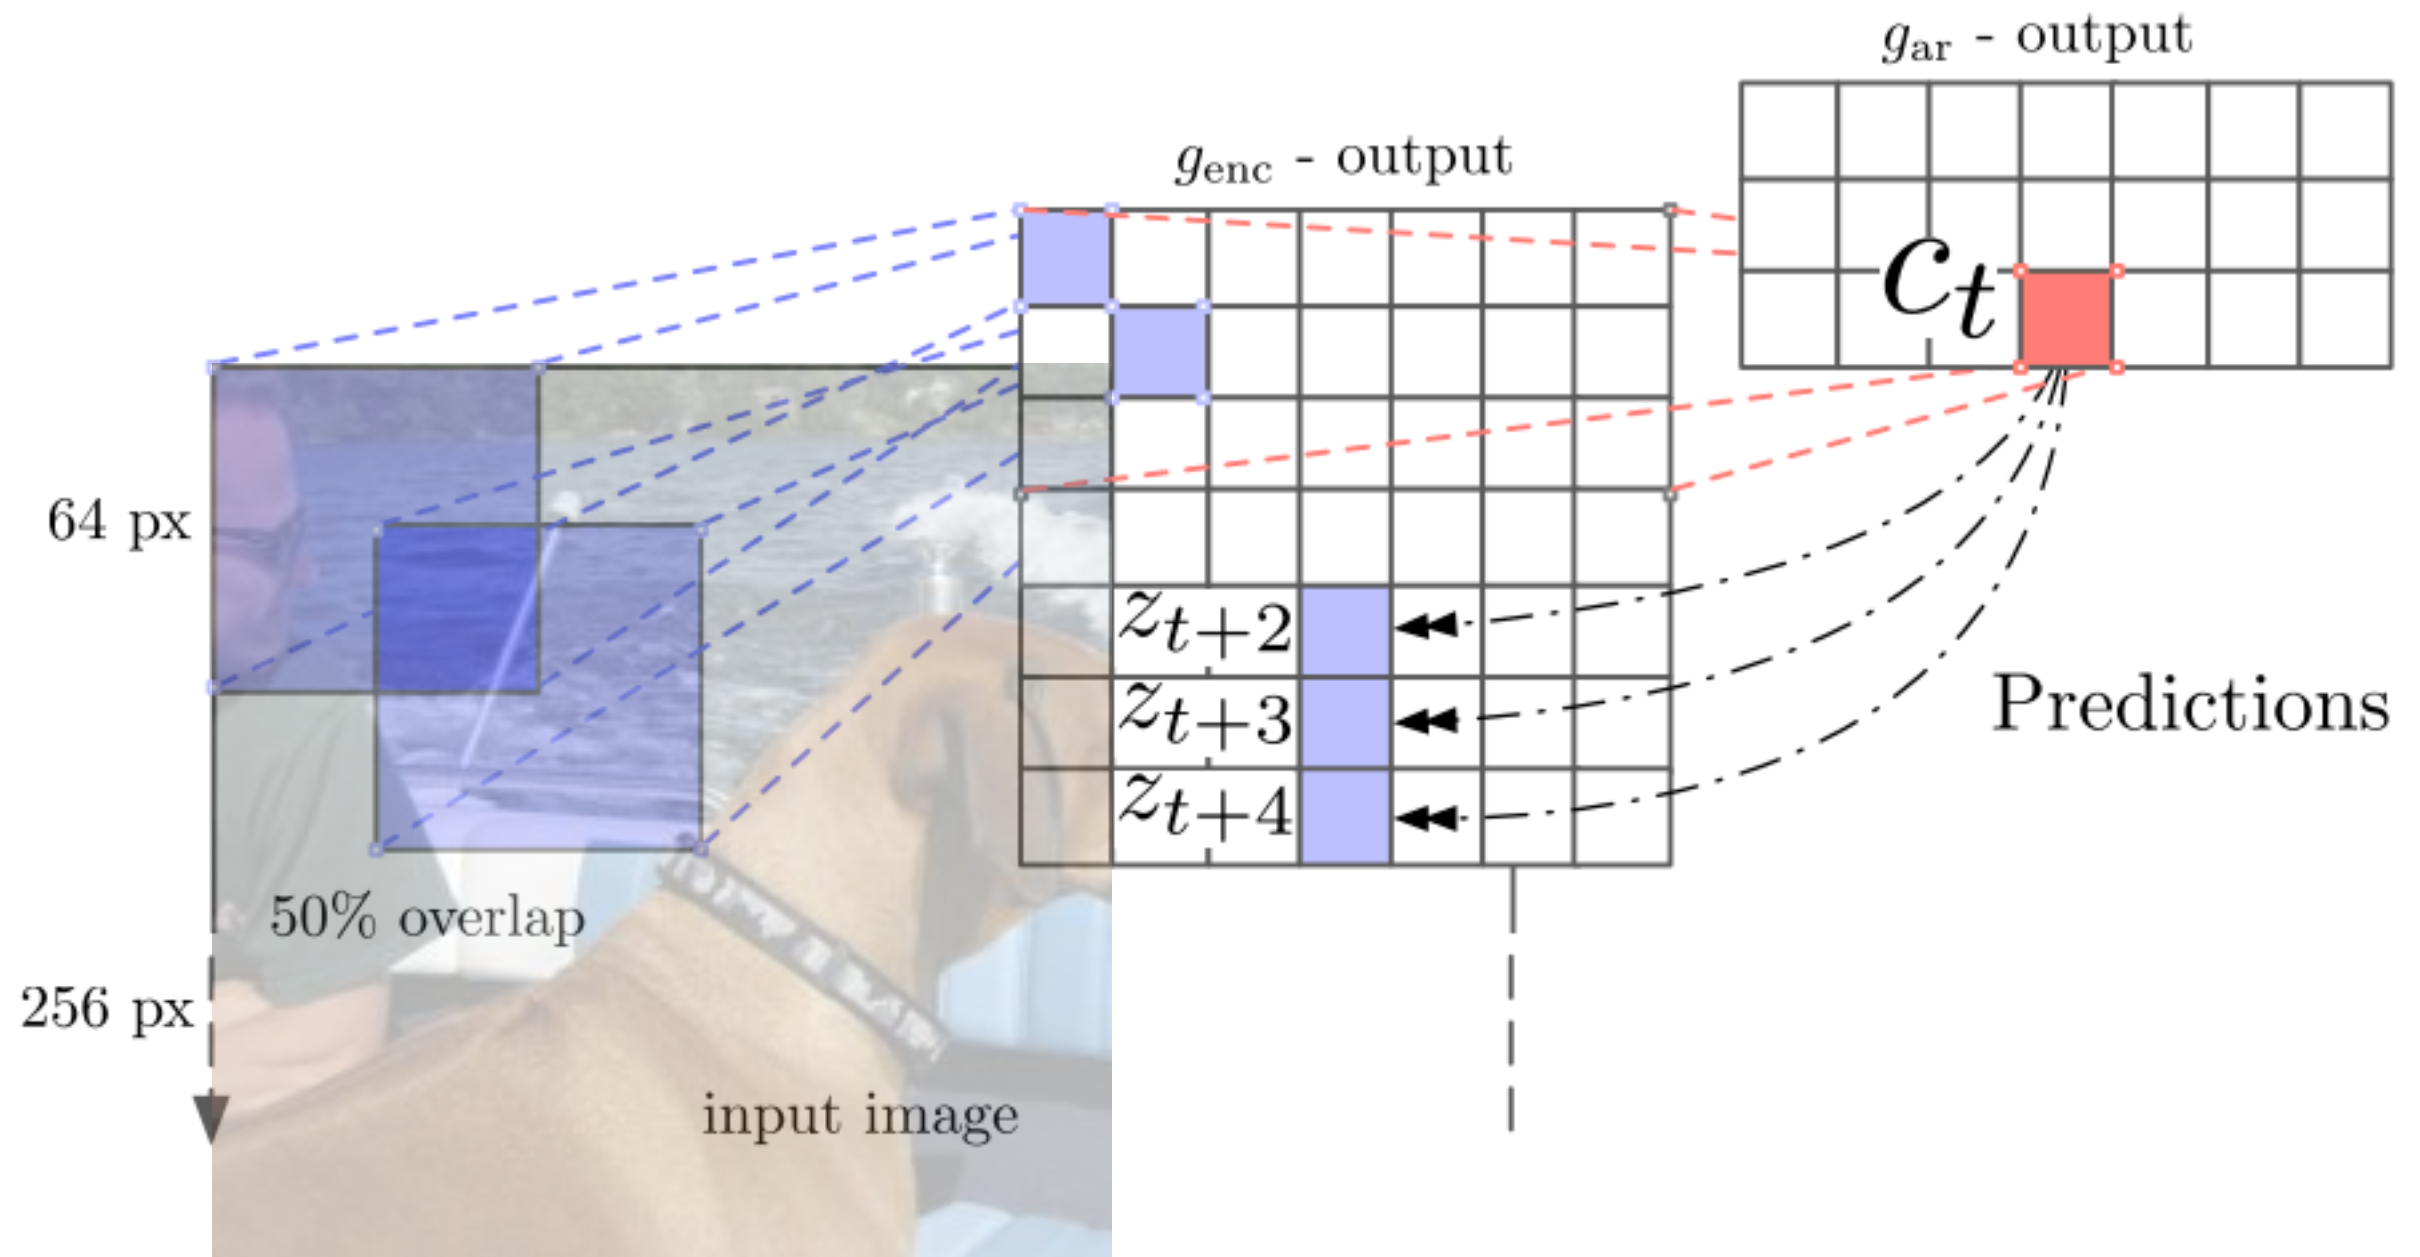 g_ar - output
g_enc - output
c_t
64 px
z_t+2
z_t+3
Predictions
z_t+4
50% overlap
256 px
input image